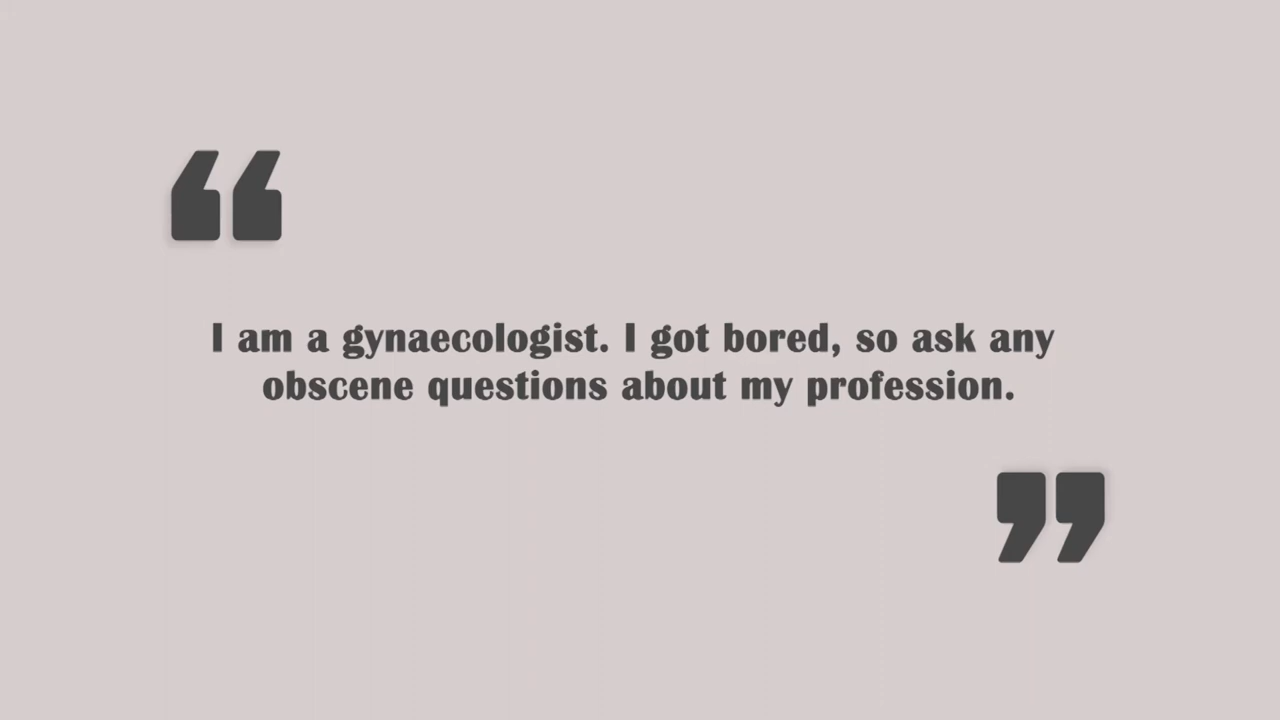 “
I am a gynaecologist. I got bored, so ask any
obscene questions about my profession.
”